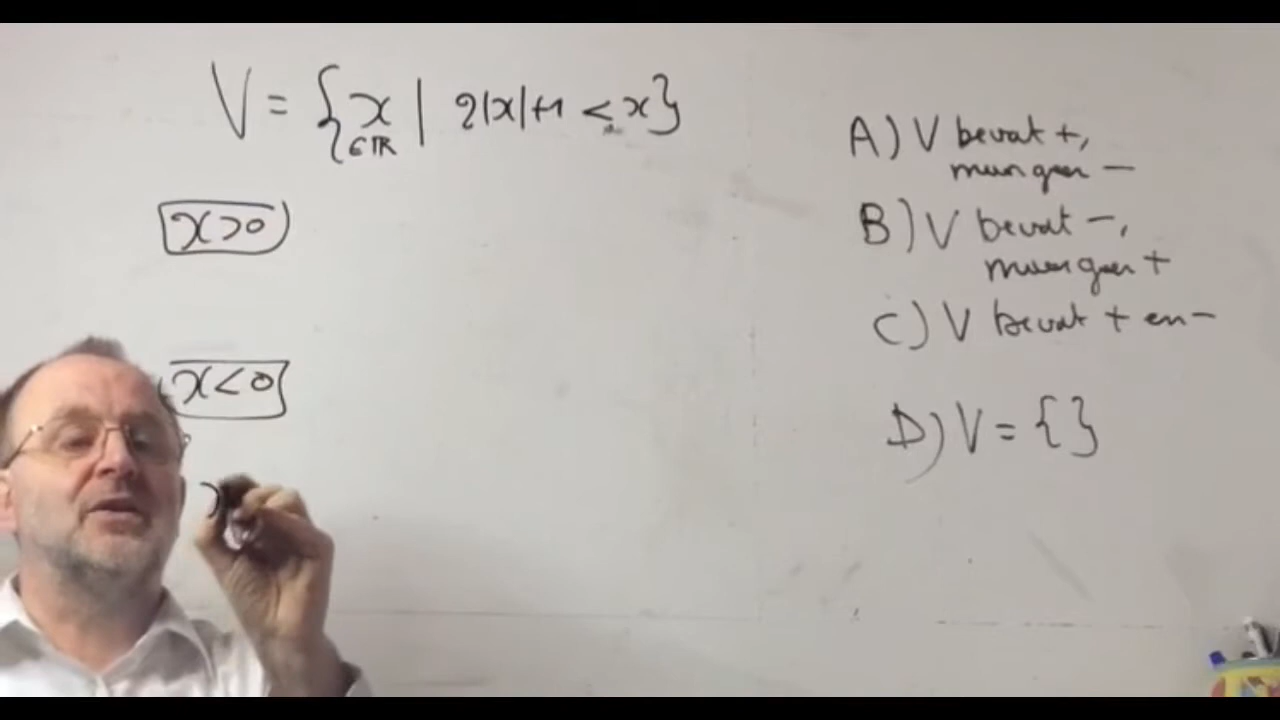 V = {x | 2|x|+1 < x}
∈ℝ
x>0
x<0
A) V bevat +,
maar geen −
B) V bevat −,
maar geen +
C) V bevat + en −
D) V = { }